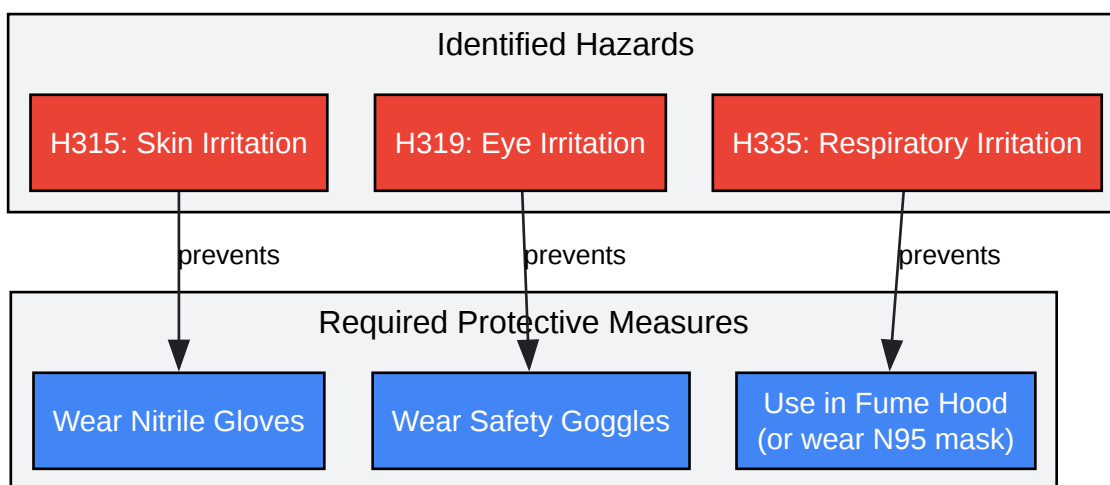 Identified Hazards
H315: Skin Irritation
H319: Eye Irritation
H335: Respiratory Irritation
prevents
prevents
prevents
Required Protective Measures
Wear Nitrile Gloves
Wear Safety Goggles
Use in Fume Hood
(or wear N95 mask)